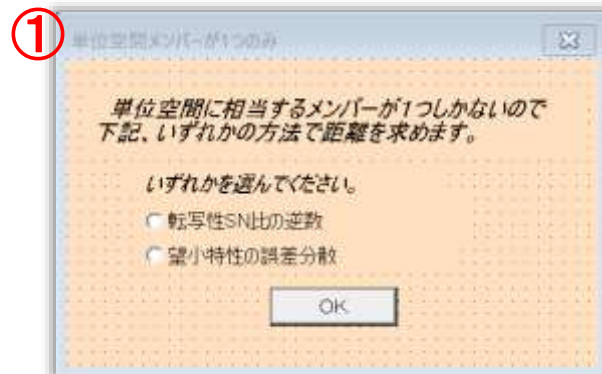 ①
単位空間メンバーが1つのみ
単位空間に相当するメンバーが1つしかないので
下記、いずれかの方法で距離を求めます。
いずれかを選んでください。
転写性SN比の逆数
望小特性の誤差分散
OK